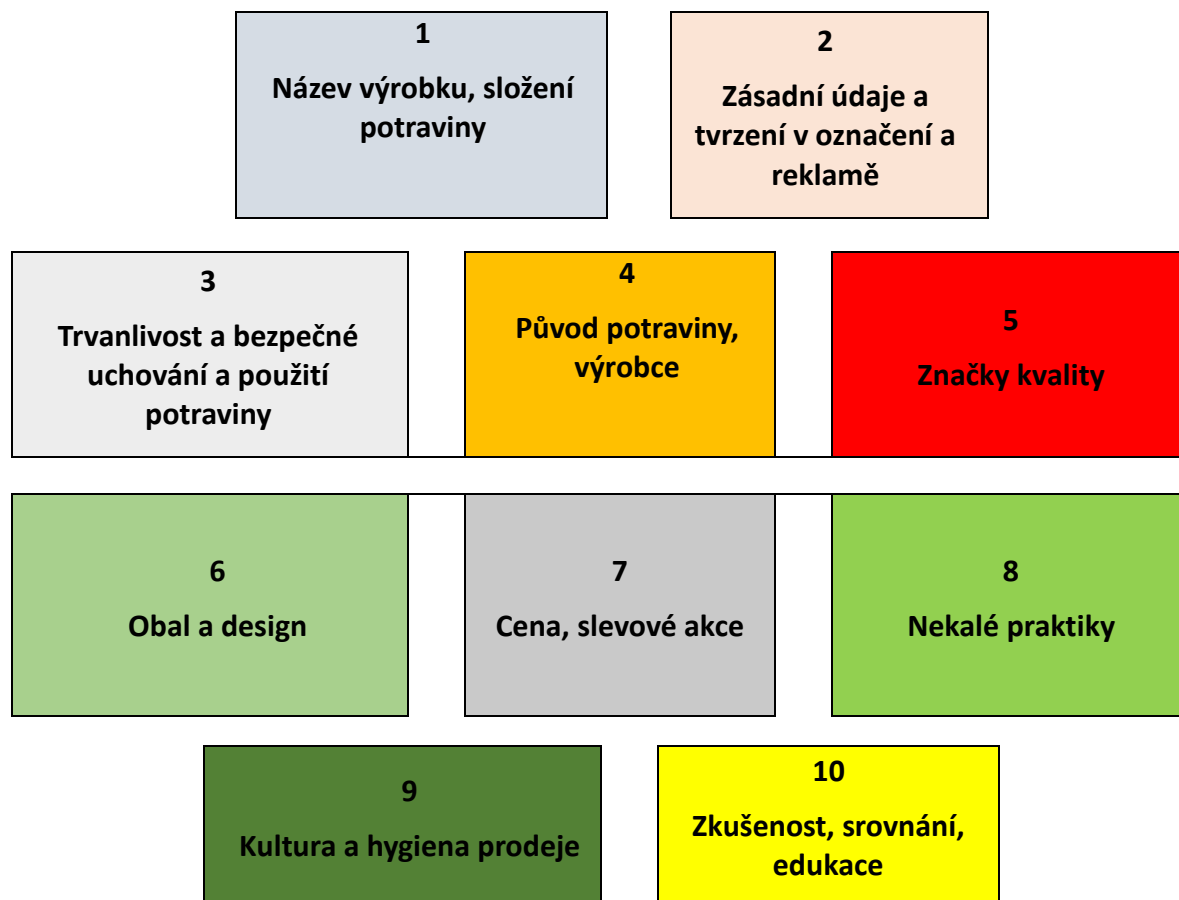 1
Název výrobku, složení
potraviny
2
Zásadní údaje a
tvrzení v označení a
reklamě
3
Trvanlivost a bezpečné
uchování a použití
potraviny
4
Původ potraviny,
výrobce
5
Značky kvality
6
Obal a design
7
Cena, slevové akce
8
Nekalé praktiky
9
Kultura a hygiena prodeje
10
Zkušenost, srovnání,
edukace